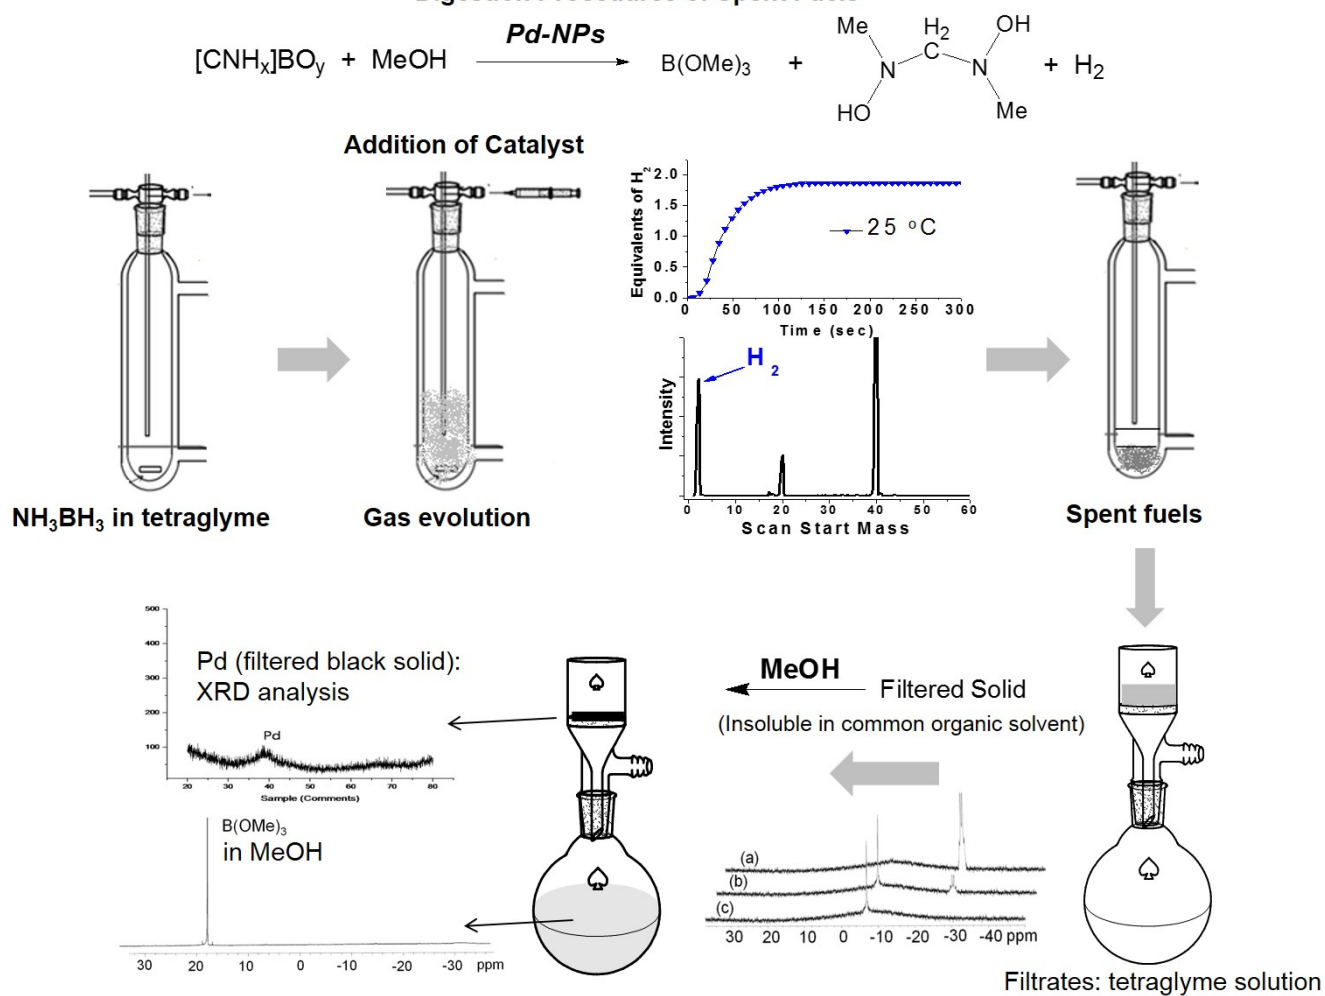 [CNHx]BOy + MeOH Pd-NPs B(OMe)3 + Me N HO H2 C N OH Me + H2
Addition of Catalyst
Equivalents of H2
2.0
1.5
1.0
0.5
0.0
25 °C
0 50 100 150 200 250 300
Time (sec)
H2
Intensity
0 10 20 30 40 50 60
Scan Start Mass
NH3BH3 in tetraglyme
Gas evolution
Spent fuels
500
400
300
200
100
Pd (filtered black solid):
XRD analysis
Pd
20 30 40 50 60 70 80
Sample (Comments)
MeOH
Filtered Solid
(Insoluble in common organic solvent)
B(OMe)3
in MeOH
30 20 10 0 -10 -20 -30 ppm
(a)
(b)
(c)
30 20 10 0 -10 -20 -30 -40 ppm
Filtrates: tetraglyme solution